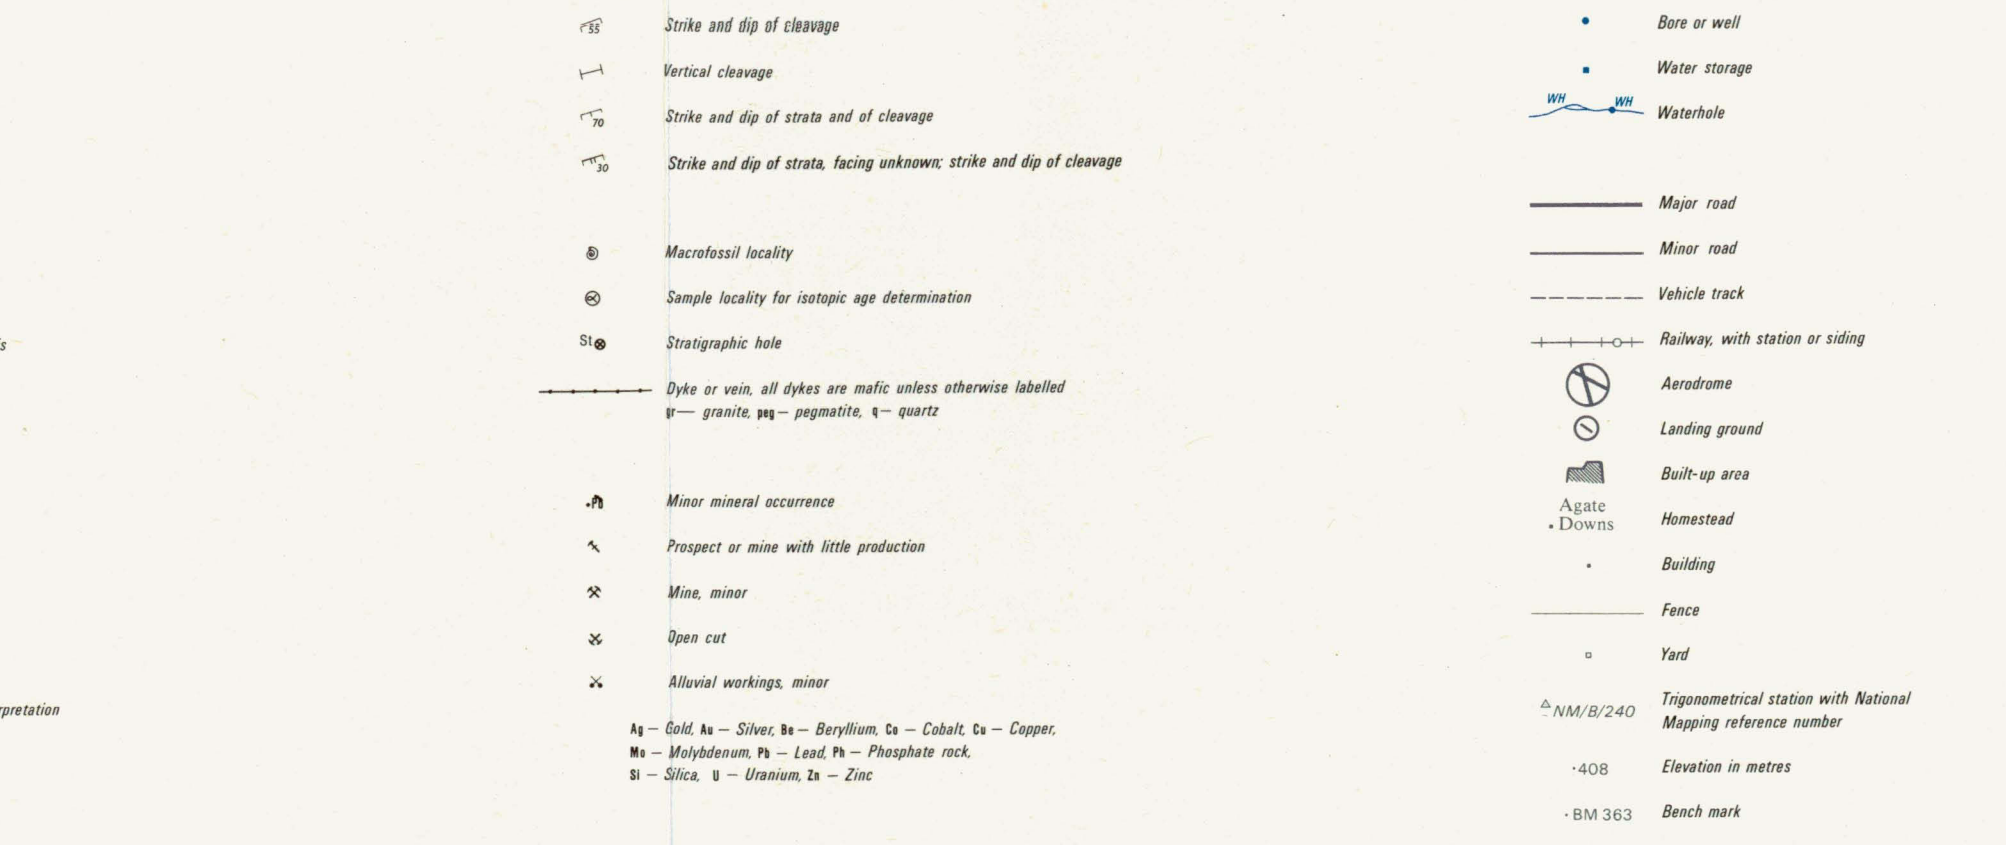 s
rpretation
55 Strike and dip of cleavage
Vertical cleavage
70 Strike and dip of strata and of cleavage
30 Strike and dip of strata, facing unknown; strike and dip of cleavage
Macrofossil locality
Sample locality for isotopic age determination
St Stratigraphic hole
Dyke or vein, all dykes are mafic unless otherwise labelled
gr — granite, peg — pegmatite, q — quartz
Minor mineral occurrence
Prospect or mine with little production
Mine, minor
Open cut
Alluvial workings, minor
Ag — Gold, Au — Silver, Be — Beryllium, Co — Cobalt, Cu — Copper,
Mo — Molybdenum, Pb — Lead, Ph — Phosphate rock,
Si — Silica, U — Uranium, Zn — Zinc
Bore or well
Water storage
WH WH Waterhole
Major road
Minor road
Vehicle track
Railway, with station or siding
Aerodrome
Landing ground
Built-up area
Agate
Downs Homestead
Building
Fence
Yard
NM/B/240 Trigonometrical station with National
Mapping reference number
·408 Elevation in metres
·BM 363 Bench mark